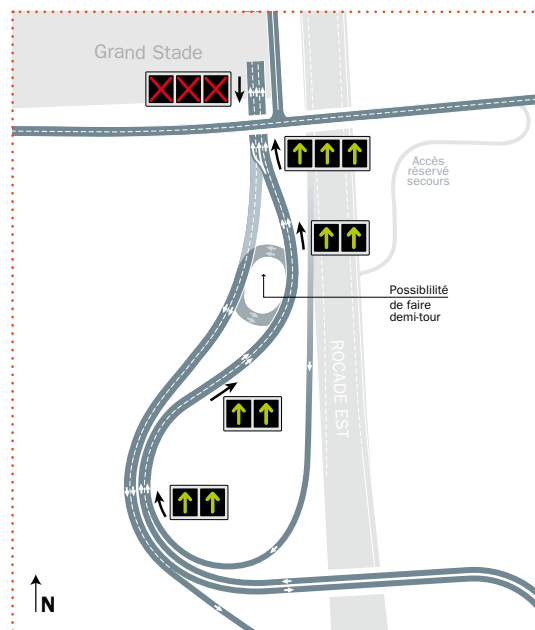 Grand Stade
Accès
réservé
secours
Possiblilité
de faire
demi-tour
ROCADE EST
N